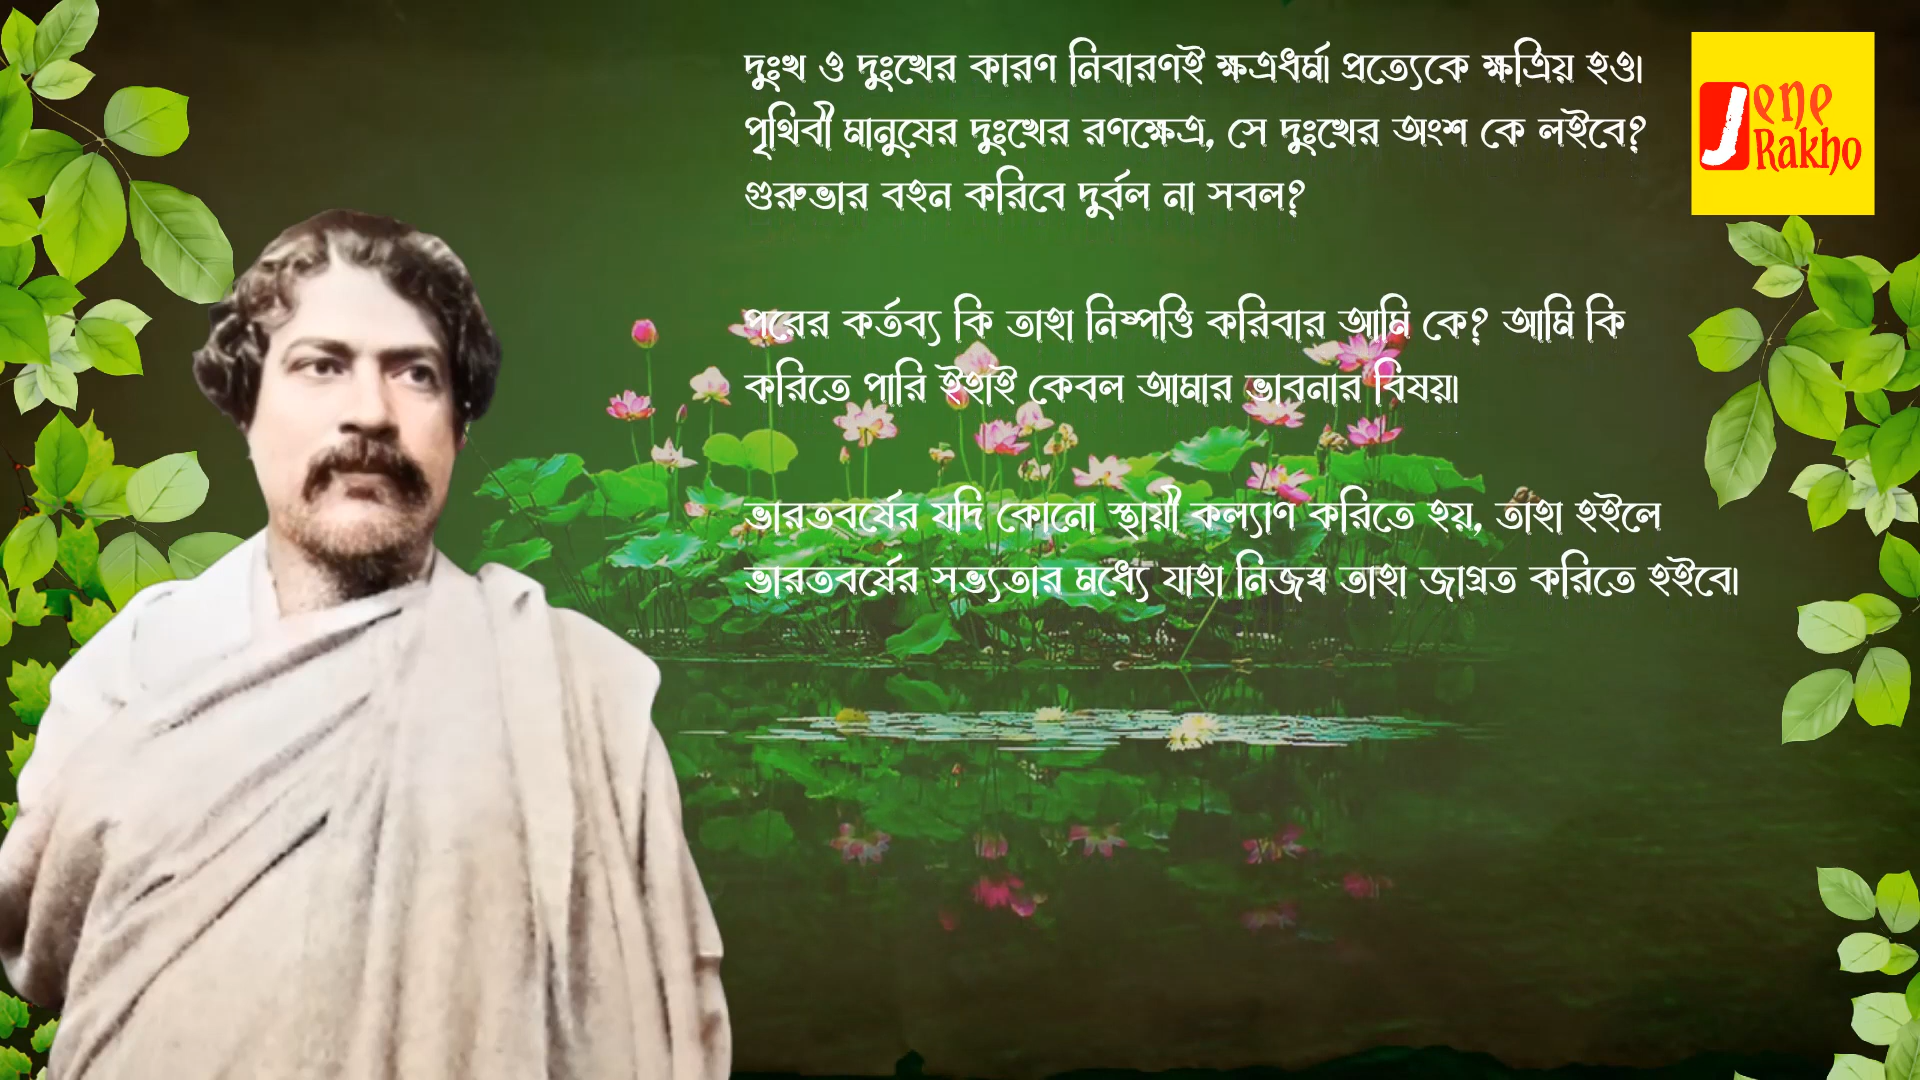 দুঃখ ও দুঃখের কারণ নিবারণই ক্ষত্রধর্ম। প্রত্যেকে ক্ষত্রিয় হও।
পৃথিবী মানুষের দুঃখের রণক্ষেত্র, সে দুঃখের অংশ কে লইবে?
গুরুভার বহন করিবে দুর্বল না সবল?
পরের কর্তব্য কি তাহা নিষ্পত্তি করিবার আমি কে? আমি কি
করিতে পারি ইহাই কেবল আমার ভাবনার বিষয়।
ভারতবর্ষের যদি কোনো স্থায়ী কল্যাণ করিতে হয়, তাহা হইলে
ভারতবর্ষের সভ্যতার মধ্যে যাহা নিজস্ব তাহা জাগ্রত করিতে হইবে।
Jene
Rakho